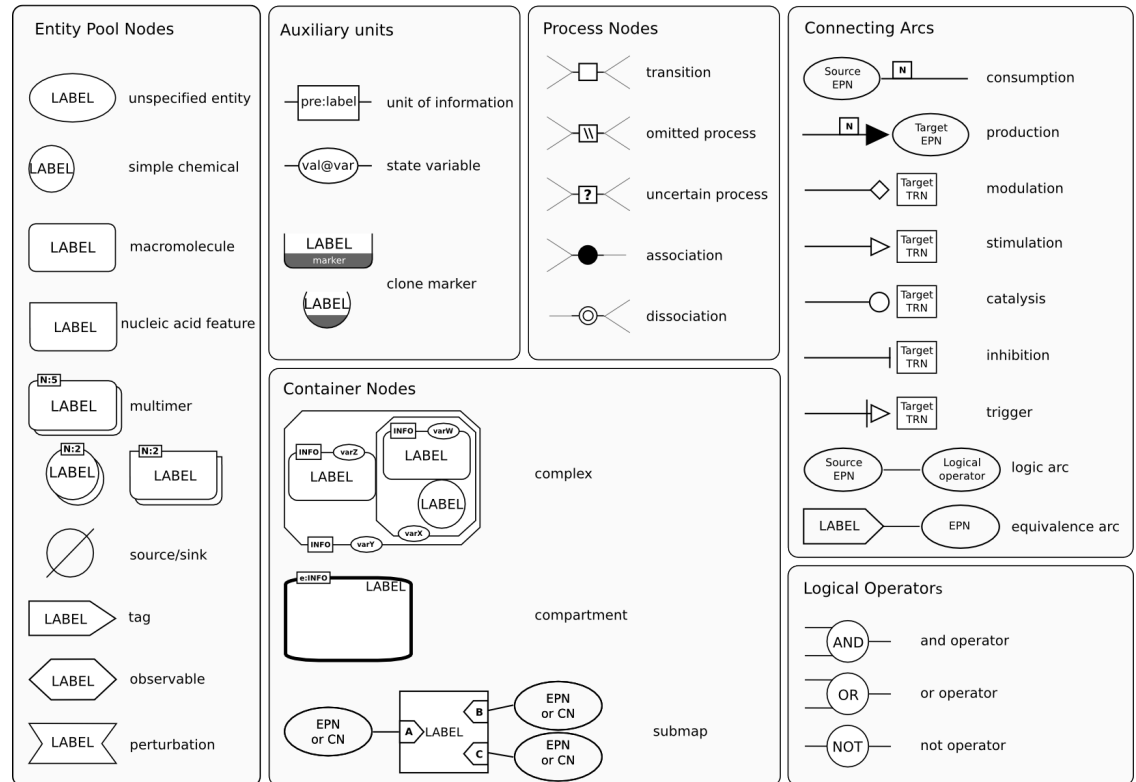 Entity Pool Nodes
LABEL unspecified entity
LABEL simple chemical
LABEL macromolecule
LABEL nucleic acid feature
N:5
LABEL multimer
N:2 N:2
LABEL LABEL
source/sink
LABEL tag
LABEL observable
LABEL perturbation
Auxiliary units
pre:label unit of information
val@var state variable
LABEL
marker
clone marker
LABEL
Process Nodes
transition
\\ omitted process
? uncertain process
association
dissociation
Container Nodes
INFO varW
INFO varZ LABEL
LABEL complex
LABEL
varX
INFO varY
e:INFO
LABEL
compartment
EPN
or CN
A LABEL
B
C
EPN
or CN
EPN
or CN
submap
Connecting Arcs
Source
EPN
N
consumption
N
Target
EPN
production
Target
TRN
modulation
Target
TRN
stimulation
Target
TRN
catalysis
Target
TRN
inhibition
Target
TRN
trigger
Source
EPN
Logical
operator
logic arc
LABEL EPN equivalence arc
Logical Operators
AND and operator
OR or operator
NOT not operator